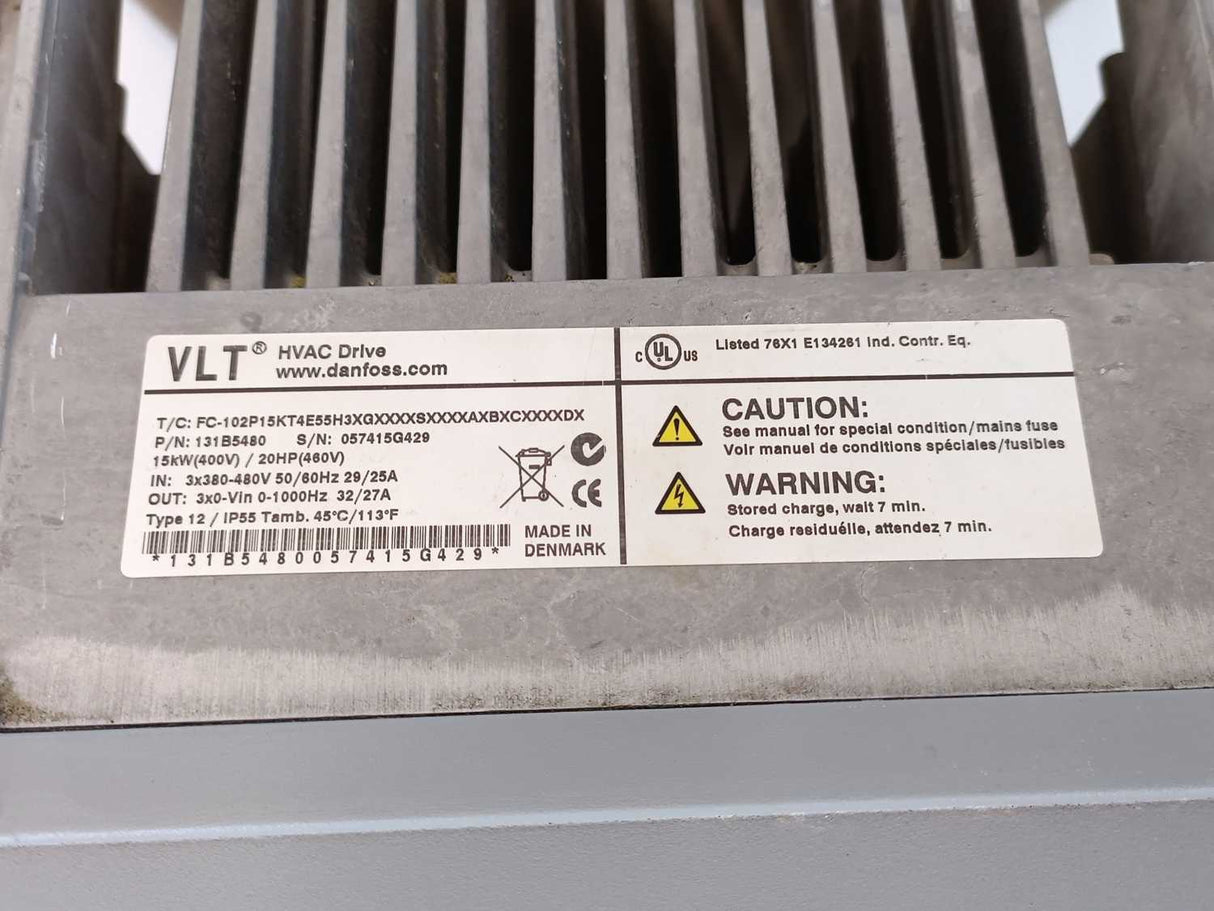 VLT® HVAC Drive
www.danfoss.com
T/C: FC-102P15KT4E55H3XGXXXXSXXXXAXBXCXXXXDX
P/N: 131B5480 S/N: 057415G429
15kW(400V) / 20HP(460V)
IN: 3x380-480V 50/60Hz 29/25A
OUT: 3x0-Vin 0-1000Hz 32/27A
Type 12 / IP55 Tamb. 45°C/113°F
*131B5480057415G429*
MADE IN
DENMARK
CE
C UL US
Listed 76X1 E134261 Ind. Contr. Eq.
CAUTION:
See manual for special condition/mains fuse
Voir manuel de conditions spéciales/fusibles
WARNING:
Stored charge, wait 7 min.
Charge residuélle, attendez 7 min.